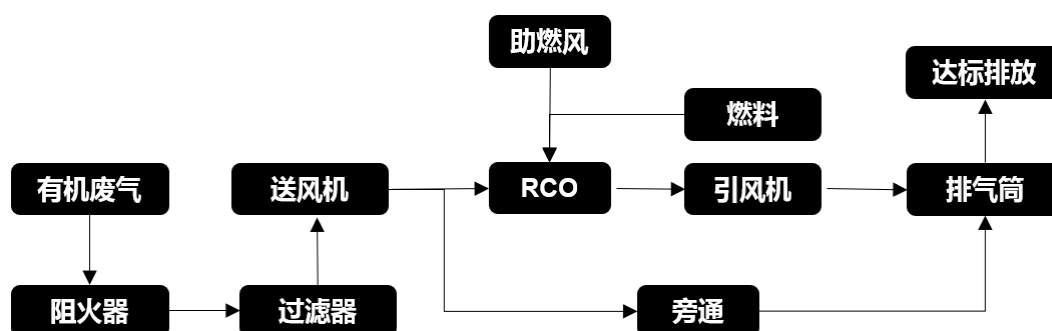 助燃风
达标排放
燃料
有机废气
送风机
RCO
引风机
排气筒
阻火器
过滤器
旁通